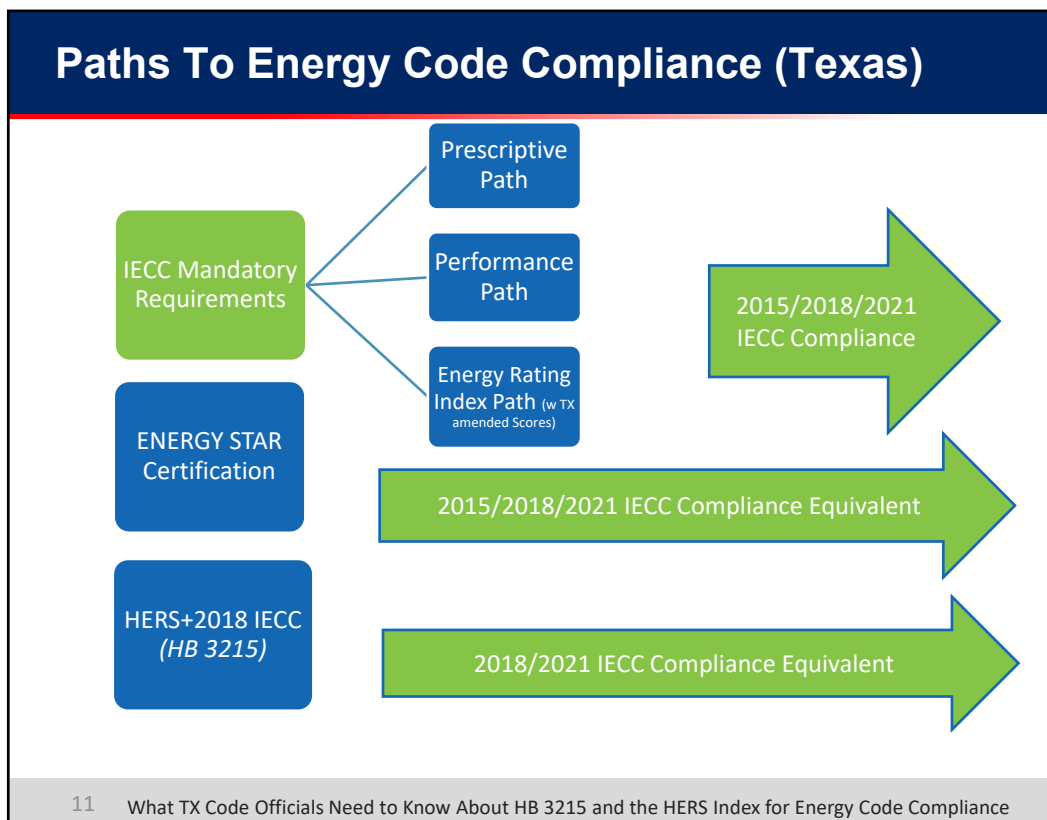 Paths To Energy Code Compliance (Texas)
IECC Mandatory
Requirements
Prescriptive
Path
Performance
Path
Energy Rating
Index Path (w TX
amended Scores)
2015/2018/2021
IECC Compliance
ENERGY STAR
Certification
2015/2018/2021 IECC Compliance Equivalent
HERS+2018 IECC
(HB 3215)
2018/2021 IECC Compliance Equivalent
11 What TX Code Officials Need to Know About HB 3215 and the HERS Index for Energy Code Compliance